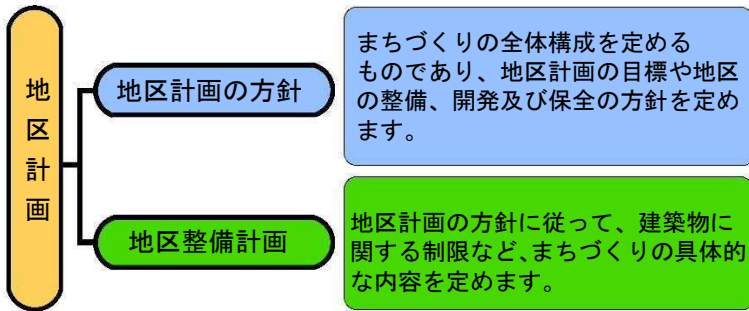 地区計画
地区計画の方針
まちづくりの全体構成を定める
ものであり、地区計画の目標や地区
の整備、開発及び保全の方針を定め
ます。
地区整備計画
地区計画の方針に従って、建築物に
関する制限など、まちづくりの具体的
な内容を定めます。